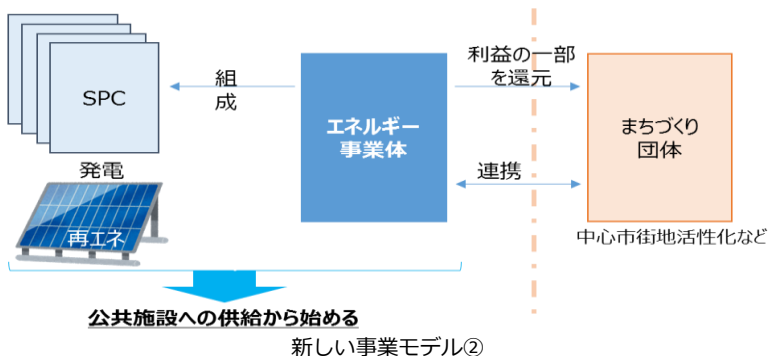 SPC
発電
再エネ
組
成
エネルギー
事業体
利益の一部
を還元
連携
まちづくり
団体
中心市街地活性化など
公共施設への供給から始める
新しい事業モデル②